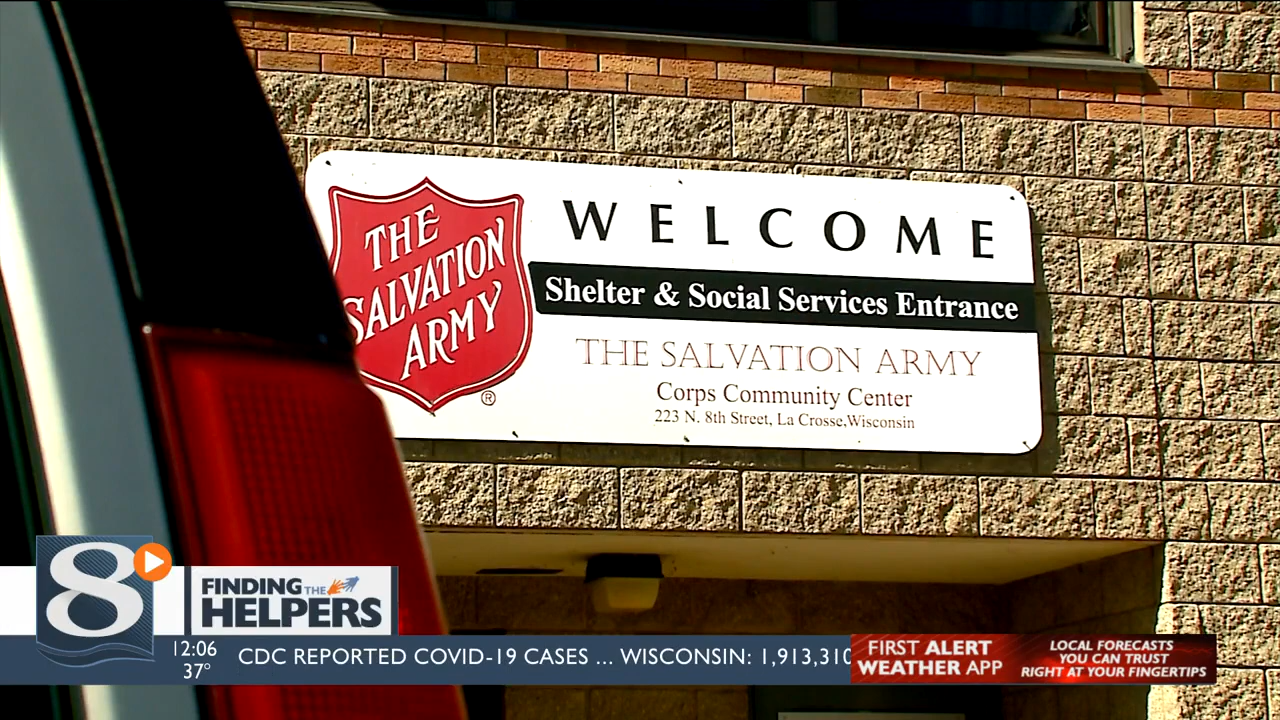 THE
SALVATION
ARMY
®
WELCOME
Shelter & Social Services Entrance
THE SALVATION ARMY
Corps Community Center
223 N. 8th Street, La Crosse,Wisconsin
8
FINDING THE
HELPERS
12:06
37°
CDC REPORTED COVID-19 CASES ... WISCONSIN: 1,913,310
FIRST ALERT
WEATHER APP
LOCAL FORECASTS
YOU CAN TRUST
RIGHT AT YOUR FINGERTIPS